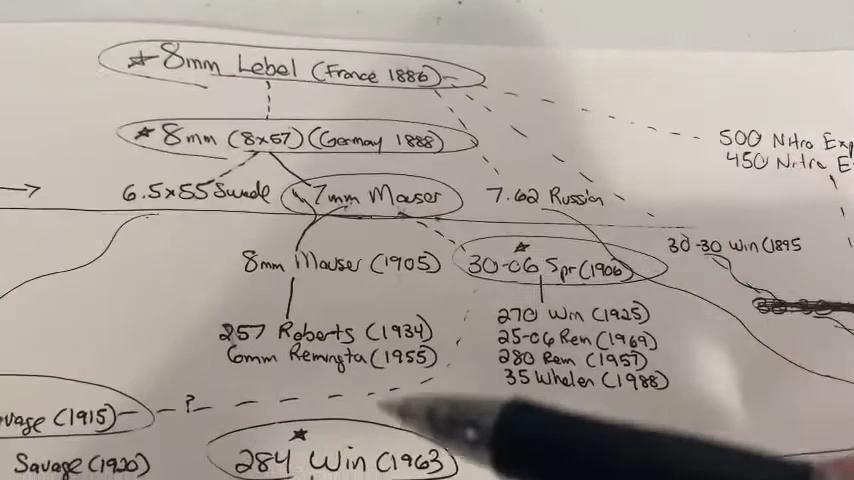 ☆ 8mm Lebel (France 1886)
★ 8mm (8x57) (Germany 1888)
500 Nitro Exp
450 Nitro E
6.5x55 Swede
7mm Mauser
7.62 Russian
30-30 Win (1895
8mm Mauser (1905)
★
30-06 Spr (1906)
257 Roberts (1934)
6mm Remington (1955)
270 Win (1925)
25-06 Rem (1969)
280 Rem (1957)
35 Whelen (1988)
vage (1915)
?
Savage (1920)
★
284 Win (1963)